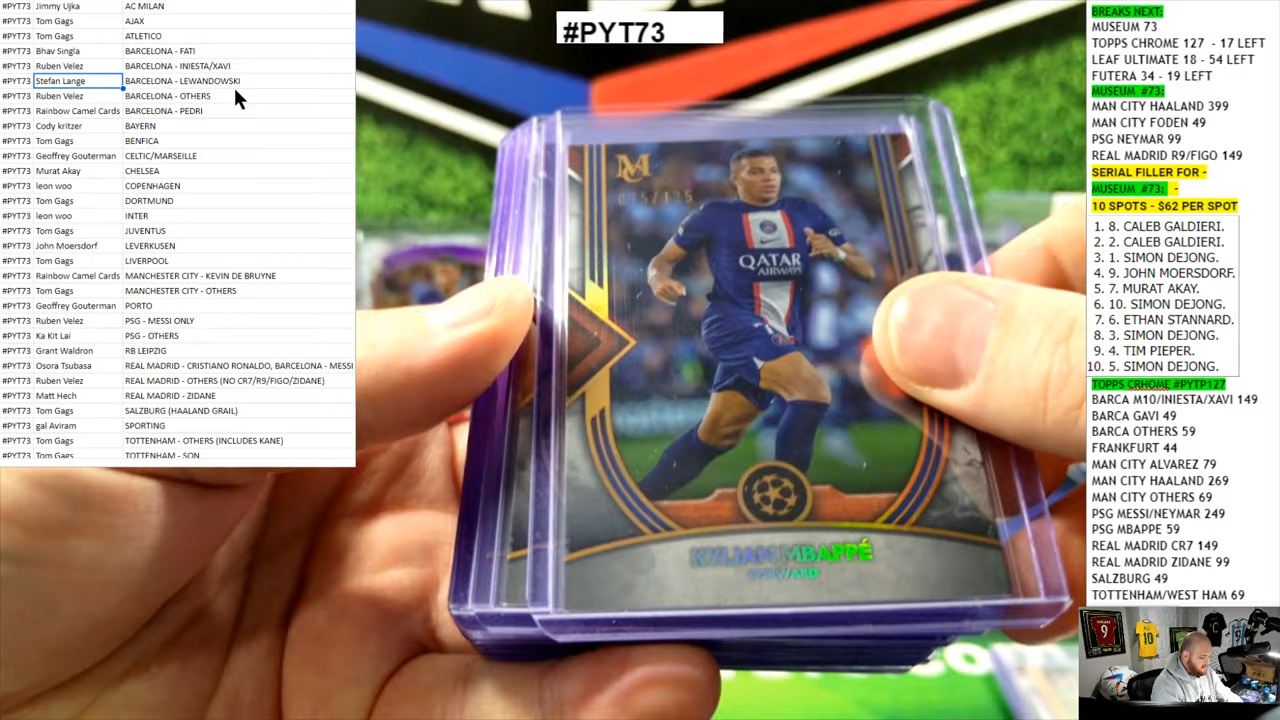 #PYT73 Jimmy Ujka AC MILAN
#PYT73 Tom Gags AJAX
#PYT73 Tom Gags ATLETICO
#PYT73 Bhav Singla BARCELONA - FATI
#PYT73 Ruben Velez BARCELONA - INIESTA/XAVI
#PYT73 Stefan Lange BARCELONA - LEWANDOWSKI
#PYT73 Ruben Velez BARCELONA - OTHERS
#PYT73 Rainbow Camel Cards BARCELONA - PEDRI
#PYT73 Cody kritzer BAYERN
#PYT73 Tom Gags BENFICA
#PYT73 Geoffrey Gouterman CELTIC/MARSEILLE
#PYT73 Murat Akay CHELSEA
#PYT73 leon woo COPENHAGEN
#PYT73 Tom Gags DORTMUND
#PYT73 leon woo INTER
#PYT73 Tom Gags JUVENTUS
#PYT73 John Moersdorf LEVERKUSEN
#PYT73 Tom Gags LIVERPOOL
#PYT73 Rainbow Camel Cards MANCHESTER CITY - KEVIN DE BRUYNE
#PYT73 Tom Gags MANCHESTER CITY - OTHERS
#PYT73 Geoffrey Gouterman PORTO
#PYT73 Ruben Velez PSG - MESSI ONLY
#PYT73 Ka Kit Lai PSG - OTHERS
#PYT73 Grant Waldron RB LEIPZIG
#PYT73 Osora Tsubasa REAL MADRID - CRISTIANO RONALDO, BARCELONA - MESSI
#PYT73 Ruben Velez REAL MADRID - OTHERS (NO CR7/R9/FIGO/ZIDANE)
#PYT73 Matt Hech REAL MADRID - ZIDANE
#PYT73 Tom Gags SALZBURG (HAALAND GRAIL)
#PYT73 gal Aviram SPORTING
#PYT73 Tom Gags TOTTENHAM - OTHERS (INCLUDES KANE)
#PYT73 Tom Gags TOTTENHAM - SON
#PYT73
MC
QATAR
AIRWAYS
KYLIAN MBAPPÉ
FORWARD
BREAKS NEXT:
MUSEUM 73
TOPPS CHROME 127 - 17 LEFT
LEAF ULTIMATE 18 - 54 LEFT
FUTERA 34 - 19 LEFT
MUSEUM #73:
MAN CITY HAALAND 399
MAN CITY FODEN 49
PSG NEYMAR 99
REAL MADRID R9/FIGO 149
SERIAL FILLER FOR -
MUSEUM #73: -
10 SPOTS - $62 PER SPOT
1. 8. CALEB GALDIERI.
2. 2. CALEB GALDIERI.
3. 1. SIMON DEJONG.
4. 9. JOHN MOERSDORF.
5. 7. MURAT AKAY.
6. 10. SIMON DEJONG.
7. 6. ETHAN STANNARD.
8. 3. SIMON DEJONG.
9. 4. TIM PIEPER.
10. 5. SIMON DEJONG.
TOPPS CRHOME #PYTP127
BARCA M10/INIESTA/XAVI 149
BARCA GAVI 49
BARCA OTHERS 59
FRANKFURT 44
MAN CITY ALVAREZ 79
MAN CITY HAALAND 269
MAN CITY OTHERS 69
PSG MESSI/NEYMAR 249
PSG MBAPPE 59
REAL MADRID CR7 149
REAL MADRID ZIDANE 99
SALZBURG 49
TOTTENHAM/WEST HAM 69
9
10